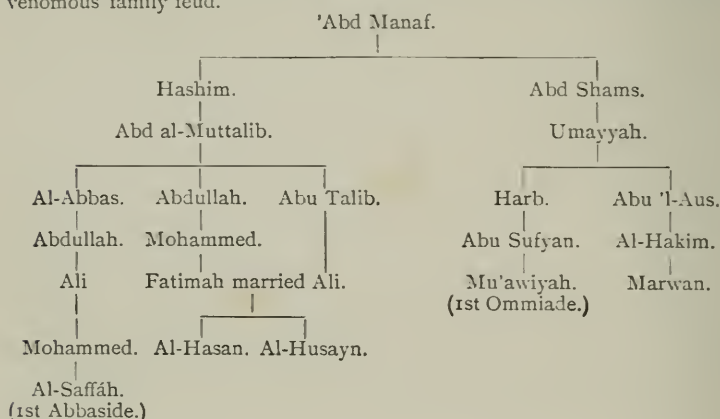 venomous family feud.
'Abd Manaf.
Hashim. Abd Shams.
Abd al-Muttalib. Umayyah.
Al-Abbas. Abdullah. Abu Talib. Harb. Abu 'l-Aus.
Abdullah. Mohammed. Abu Sufyan. Al-Hakim.
Ali Fatimah married Ali. Mu'awiyah. Marwan.
(1st Ommiade.)
Mohammed. Al-Hasan. Al-Husayn.
Al-Saffáh.
(1st Abbaside.)